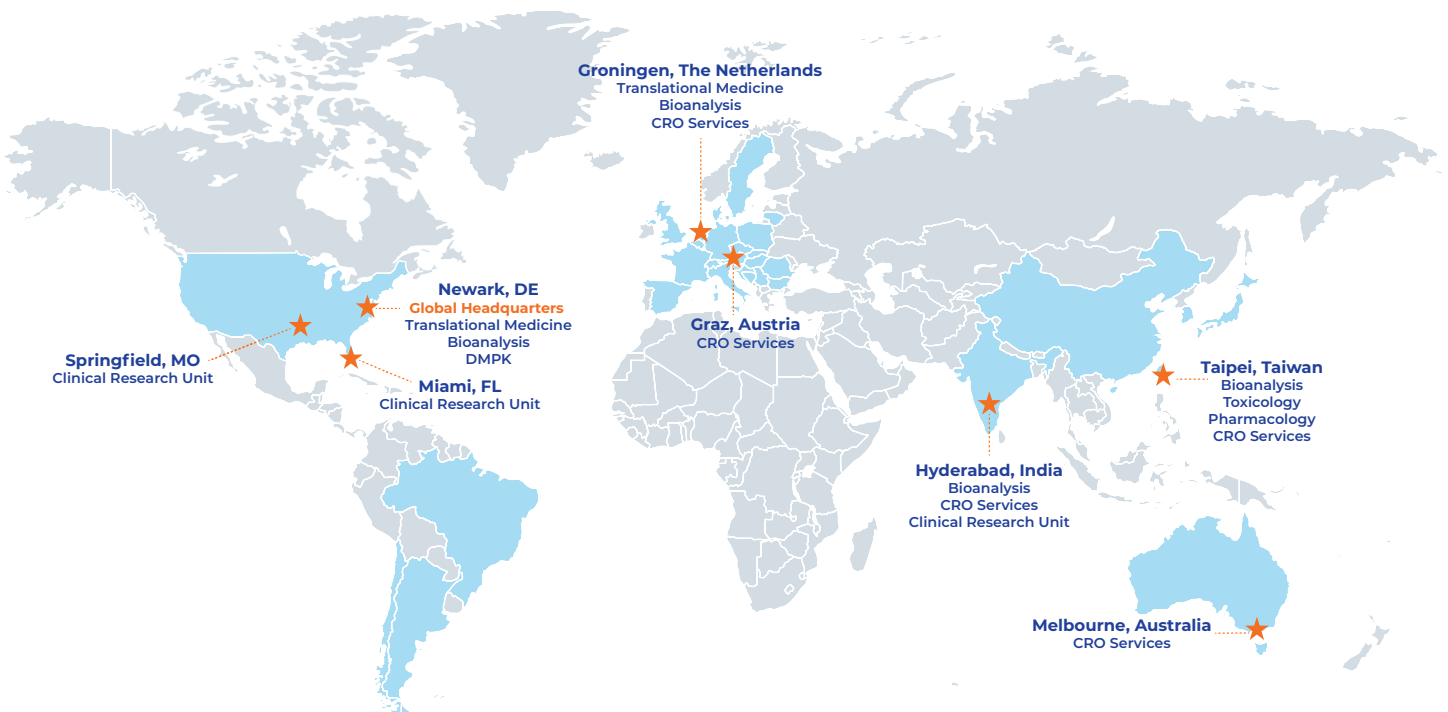 Groningen, The Netherlands
Translational Medicine
Bioanalysis
CRO Services
Newark, DE
Global Headquarters
Translational Medicine
Bioanalysis
DMPK
Springfield, MO
Clinical Research Unit
Miami, FL
Clinical Research Unit
Graz, Austria
CRO Services
Taipei, Taiwan
Bioanalysis
Toxicology
Pharmacology
CRO Services
Hyderabad, India
Bioanalysis
CRO Services
Clinical Research Unit
Melbourne, Australia
CRO Services